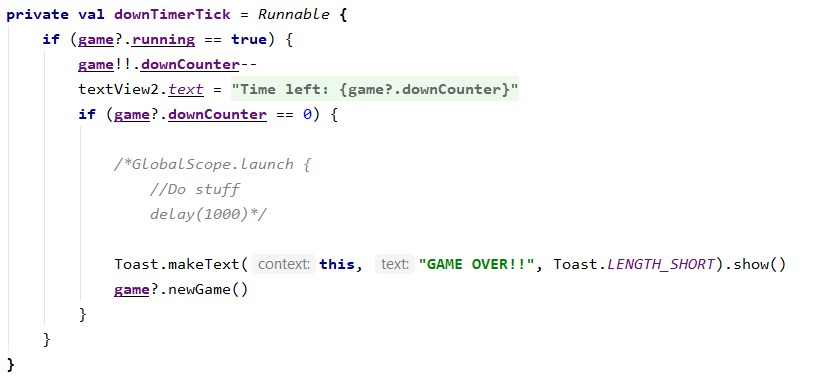 private val downTimerTick = Runnable {
if (game?.running == true) {
game!!.downCounter--
textView2.text = "Time left: {game?.downCounter}"
if (game?.downCounter == 0) {
/*GlobalScope.launch {
//Do stuff
delay(1000)*/
Toast.makeText( context: this, text: "GAME OVER!!", Toast.LENGTH_SHORT).show()
game?.newGame()
}
}
}